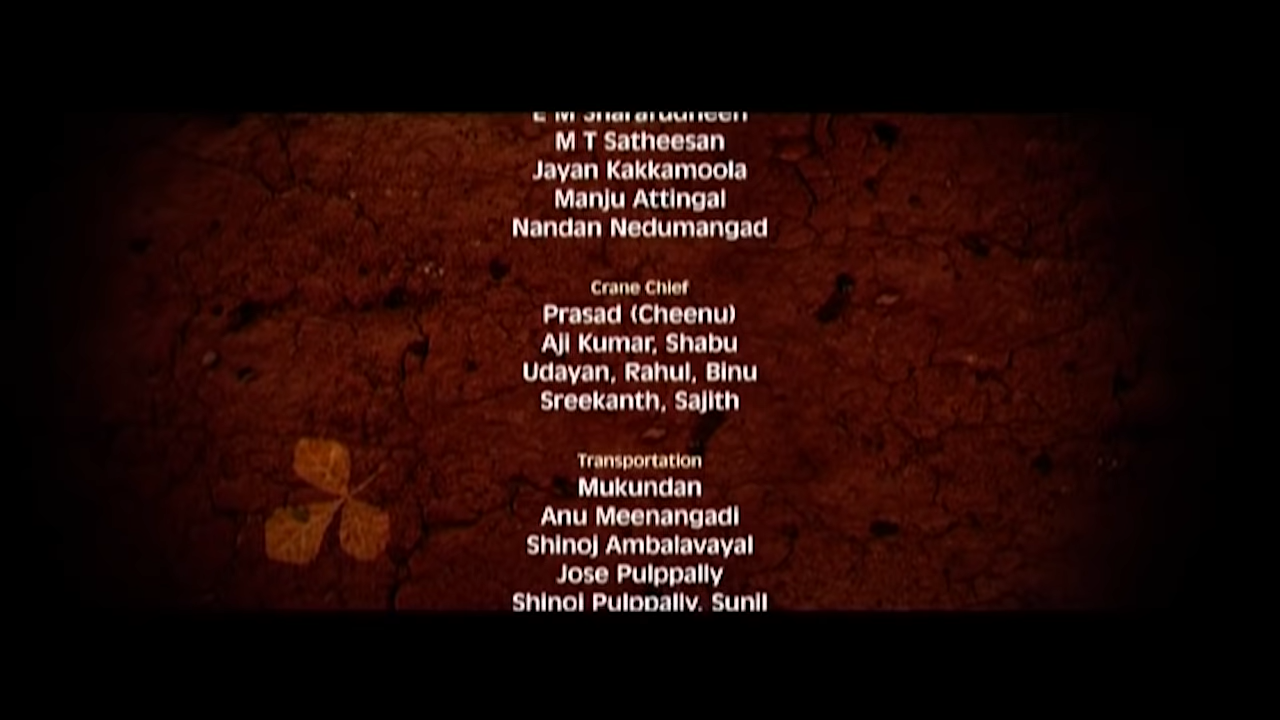 E M Sharafudheen
M T Satheesan
Jayan Kakkamoola
Manju Attingal
Nandan Nedumangad
Crane Chief
Prasad (Cheenu)
Aji Kumar, Shabu
Udayan, Rahul, Binu
Sreekanth, Sajith
Transportation
Mukundan
Anu Meenangadi
Shinoj Ambalavayal
Jose Pulppally
Shinoj Pulppally, Sunil